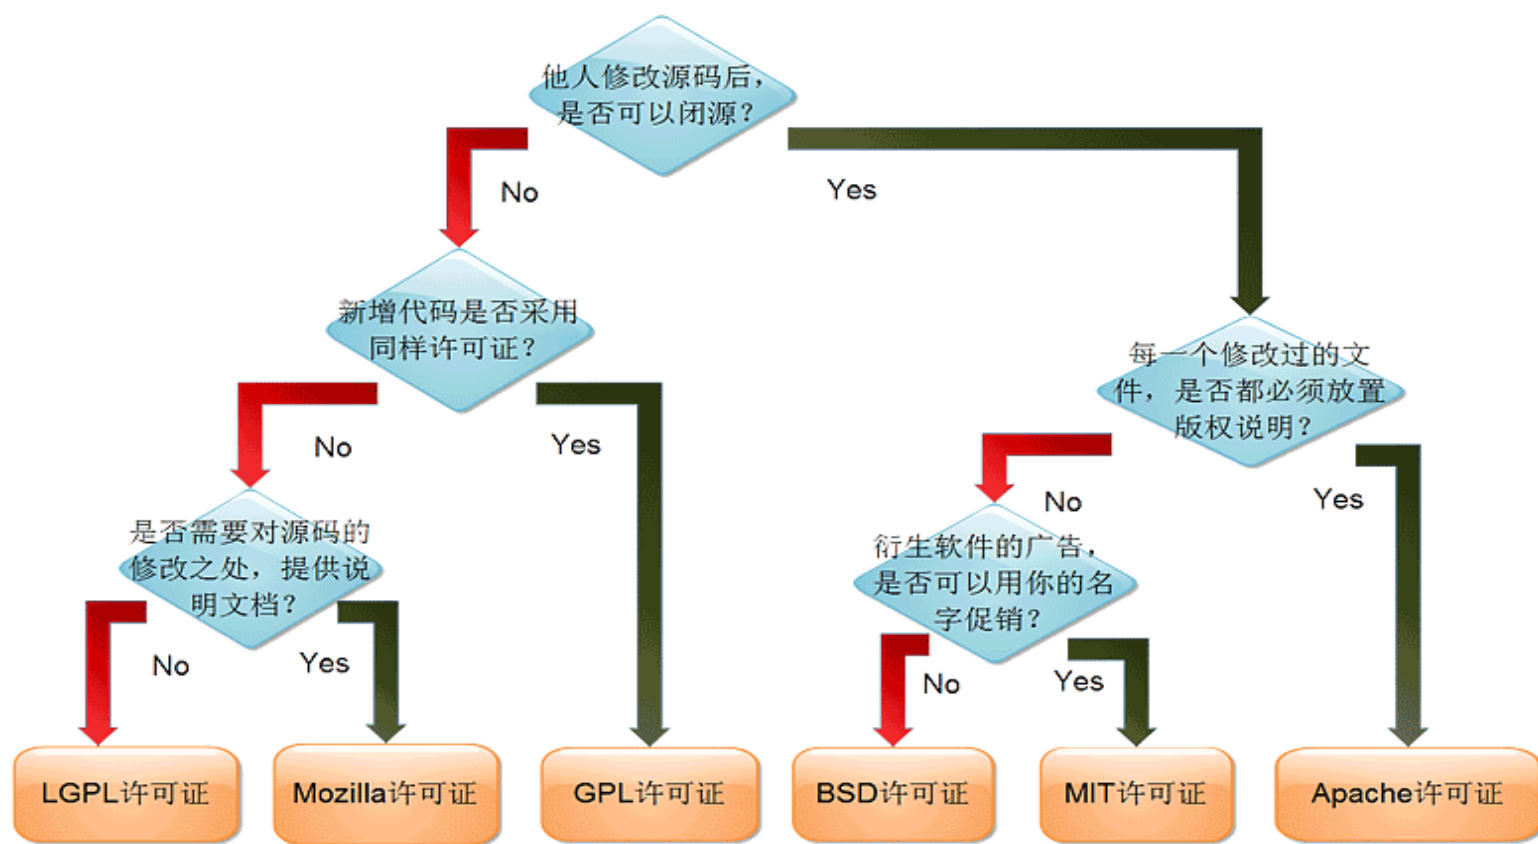 他人修改源码后，
是否可以闭源？
No
Yes
新增代码是否采用
同样许可证？
每一个修改过的文
件，是否都必须放置
版权说明？
No
Yes
No
Yes
是否需要对源码的
修改之处，提供说
明文档？
衍生软件的广告，
是否可以用你的名
字促销？
No
Yes
No
Yes
LGPL许可证
Mozilla许可证
GPL许可证
BSD许可证
MIT许可证
Apache许可证